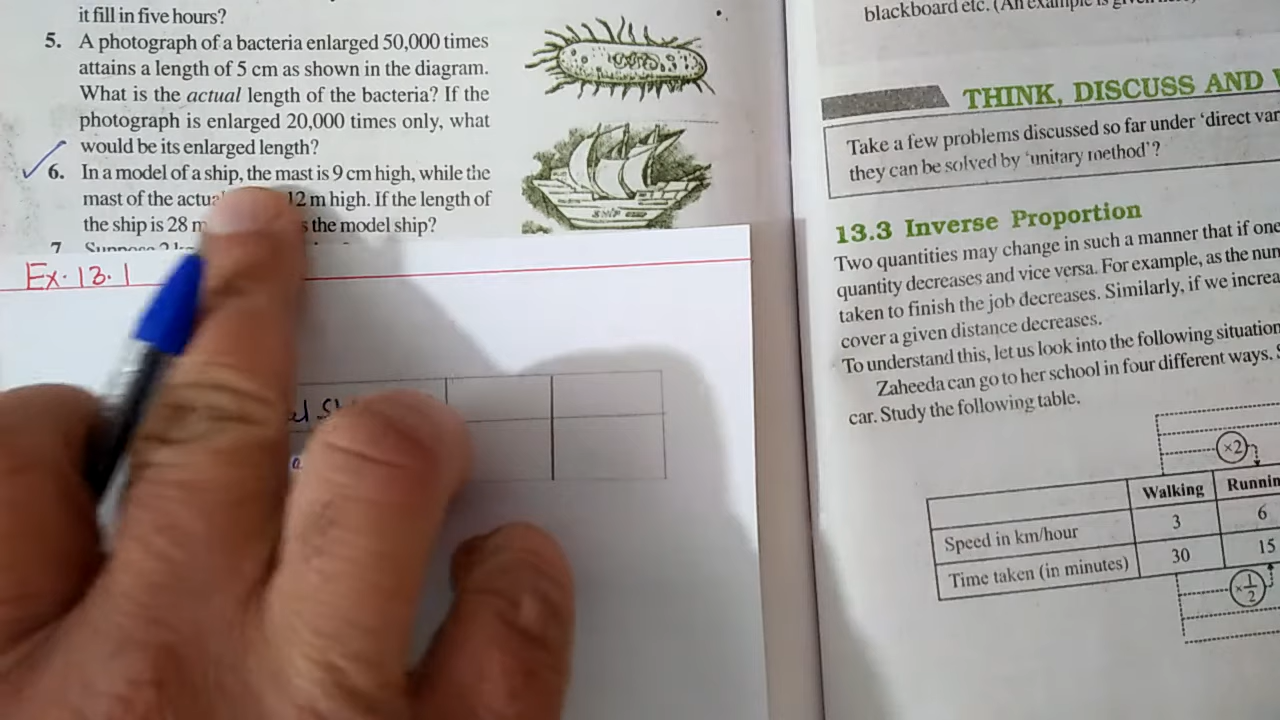 it fill in five hours?
5. A photograph of a bacteria enlarged 50,000 times
attains a length of 5 cm as shown in the diagram.
What is the actual length of the bacteria? If the
photograph is enlarged 20,000 times only, what
would be its enlarged length?
6. In a model of a ship, the mast is 9 cm high, while the
mast of the 12 m high. If the length of
the ship is 28 m the model ship?
7.
SHIP
Ex. 13.1
blackboard etc. (An example is
THINK, DISCUSS AND
Take a few problems discussed so far under 'direct
they can be solved by 'unitary method'?
13.3 Inverse Proportion
Two quantities may change in such a manner that if one
quantity decreases and vice versa. For example, as the
taken to finish the job decreases. Similarly, if we
cover a given distance decreases.
To understand this, let us look into the following
Zaheeda can go to her school in four different ways.
car. Study the following table.
×2
Walking
Speed in km/hour 3 6
Time taken (in minutes) 30 15
×1/2